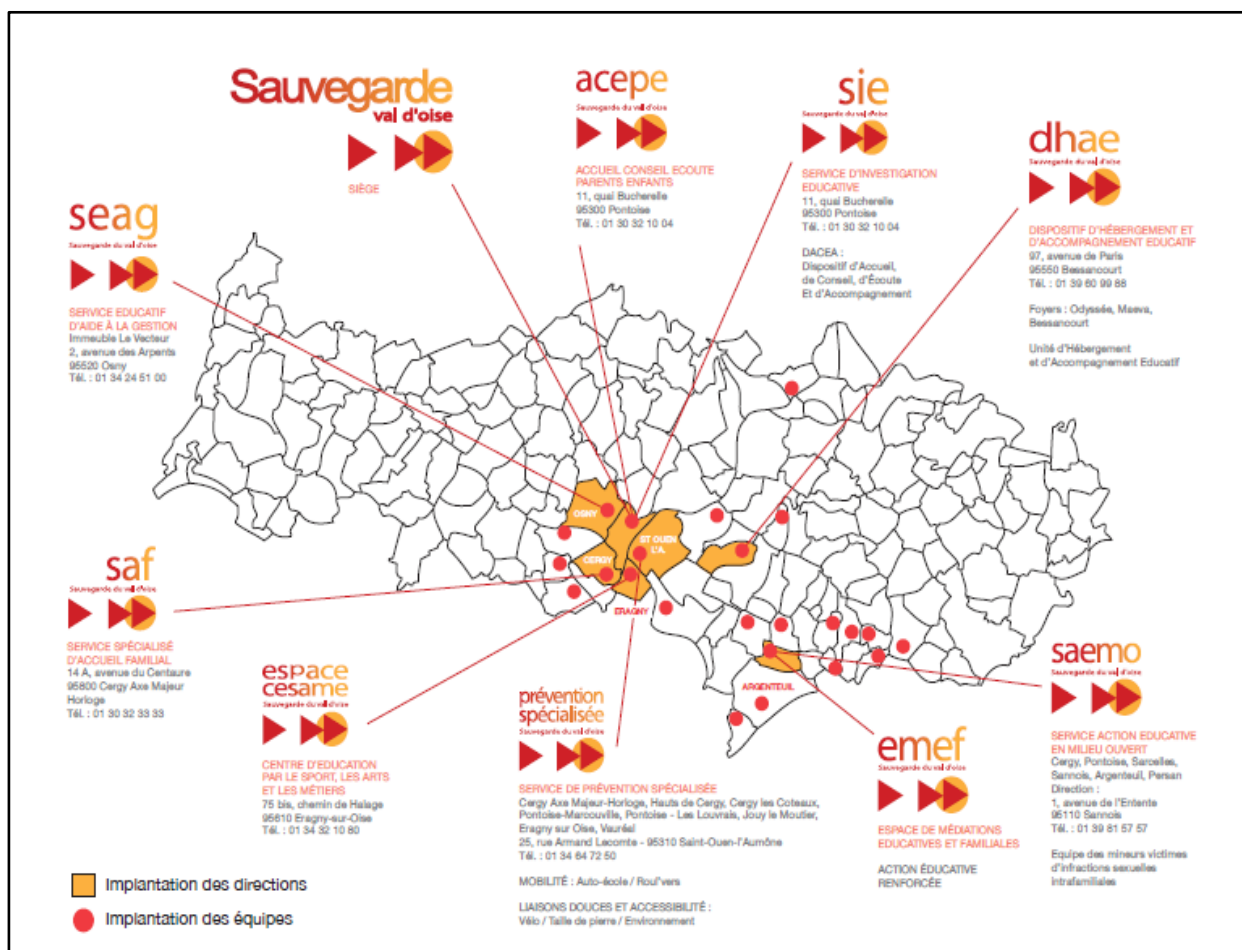 Sauvegarde
val d'oise
SIÈGE
acepe
Sauvegarde du val d'oise
ACCUEIL CONSEIL ECOUTE
PARENTS ENFANTS
11, quai Bucherelle
95300 Pontoise
Tél. : 01 30 32 10 04
sie
Sauvegarde du val d'oise
SERVICE D'INVESTIGATION
EDUCATIVE
11, quai Bucherelle
95300 Pontoise
Tél. : 01 30 32 10 04
DACEA :
Dispositif d'Accueil,
de Conseil, d'Écoute
Et d'Accompagnement
dhae
Sauvegarde du val d'oise
DISPOSITIF D'HÉBERGEMENT ET
D'ACCOMPAGNEMENT EDUCATIF
97, avenue de Paris
95550 Bessancourt
Tél. : 01 39 60 99 88
Foyers : Odyssée, Maeva,
Bessancourt
Unité d'Hébergement
et d'Accompagnement Educatif
seag
Sauvegarde du val d'oise
SERVICE EDUCATIF
D'AIDE À LA GESTION
Immeuble Le Vecteur
2, avenue des Arpents
95520 Osny
Tél. : 01 34 24 51 00
OSNY
ST OUEN
L'A.
CERGY
ERAGNY
ARGENTEUIL
saf
Sauvegarde du val d'oise
SERVICE SPÉCIALISÉ
D'ACCUEIL FAMILIAL
14 A, avenue du Centaure
95800 Cergy Axe Majeur
Horloge
Tél. : 01 30 32 33 33
espace
cesame
Sauvegarde du val d'oise
CENTRE D'EDUCATION
PAR LE SPORT, LES ARTS
ET LES MÉTIERS
75 bis, chemin de Halage
95610 Eragny-sur-Oise
Tél. : 01 34 32 10 80
prévention
spécialisée
Sauvegarde du val d'oise
SERVICE DE PRÉVENTION SPÉCIALISÉE
Cergy Axe Majeur-Horloge, Hauts de Cergy, Cergy les Coteaux,
Pontoise-Marcouville, Pontoise - Les Louvrais, Jouy le Moutier,
Eragny sur Oise, Vauréal
25, rue Armand Lecomte - 95310 Saint-Ouen-l'Aumône
Tél. : 01 34 64 72 50
MOBILITÉ : Auto-école / Roul'vers
LIAISONS DOUCES ET ACCESSIBILITÉ :
Vélo / Taille de pierre / Environnement
emef
Sauvegarde du val d'oise
ESPACE DE MÉDIATIONS
EDUCATIVES ET FAMILIALES
ACTION ÉDUCATIVE
RENFORCÉE
saemo
Sauvegarde du val d'oise
SERVICE ACTION EDUCATIVE
EN MILIEU OUVERT
Cergy, Pontoise, Sarcelles,
Sannois, Argenteuil, Persan
Direction :
1, avenue de l'Entente
95110 Sannois
Tél. : 01 39 81 57 57
Equipe des mineurs victimes
d'infractions sexuelles
intrafamiliales
Implantation des directions
Implantation des équipes